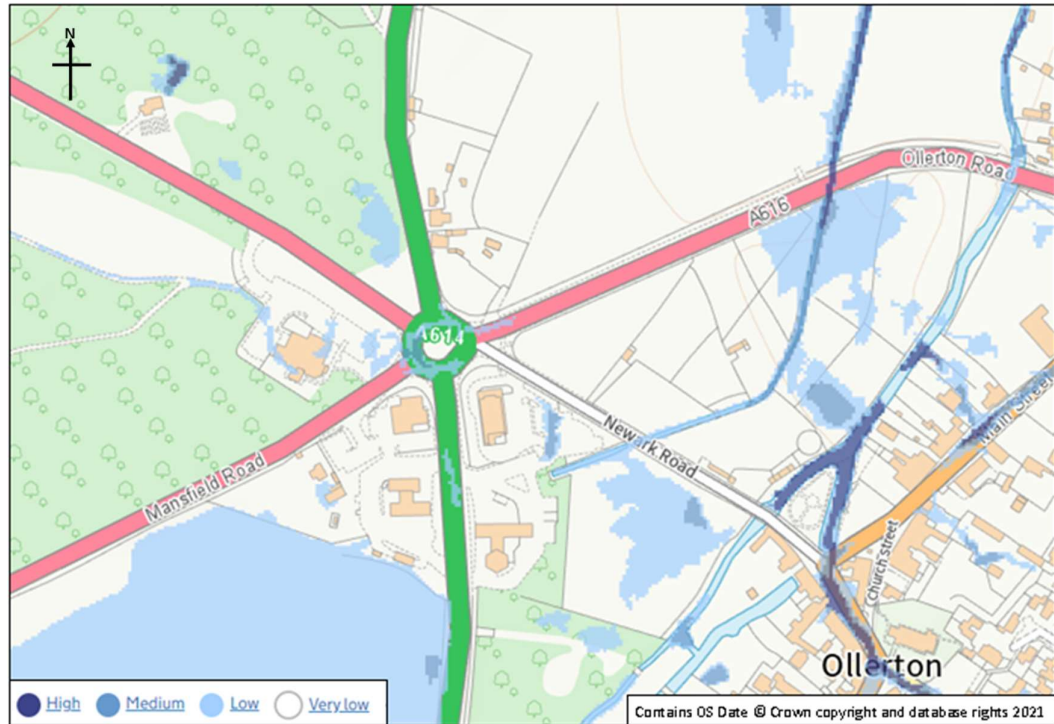 N
Ollerton Road
A616
A614
Newark Road
Main Street
Mansfield Road
Church street
Ollerton
High Medium Low Very low
Contains OS Date © Crown copyright and database rights 2021